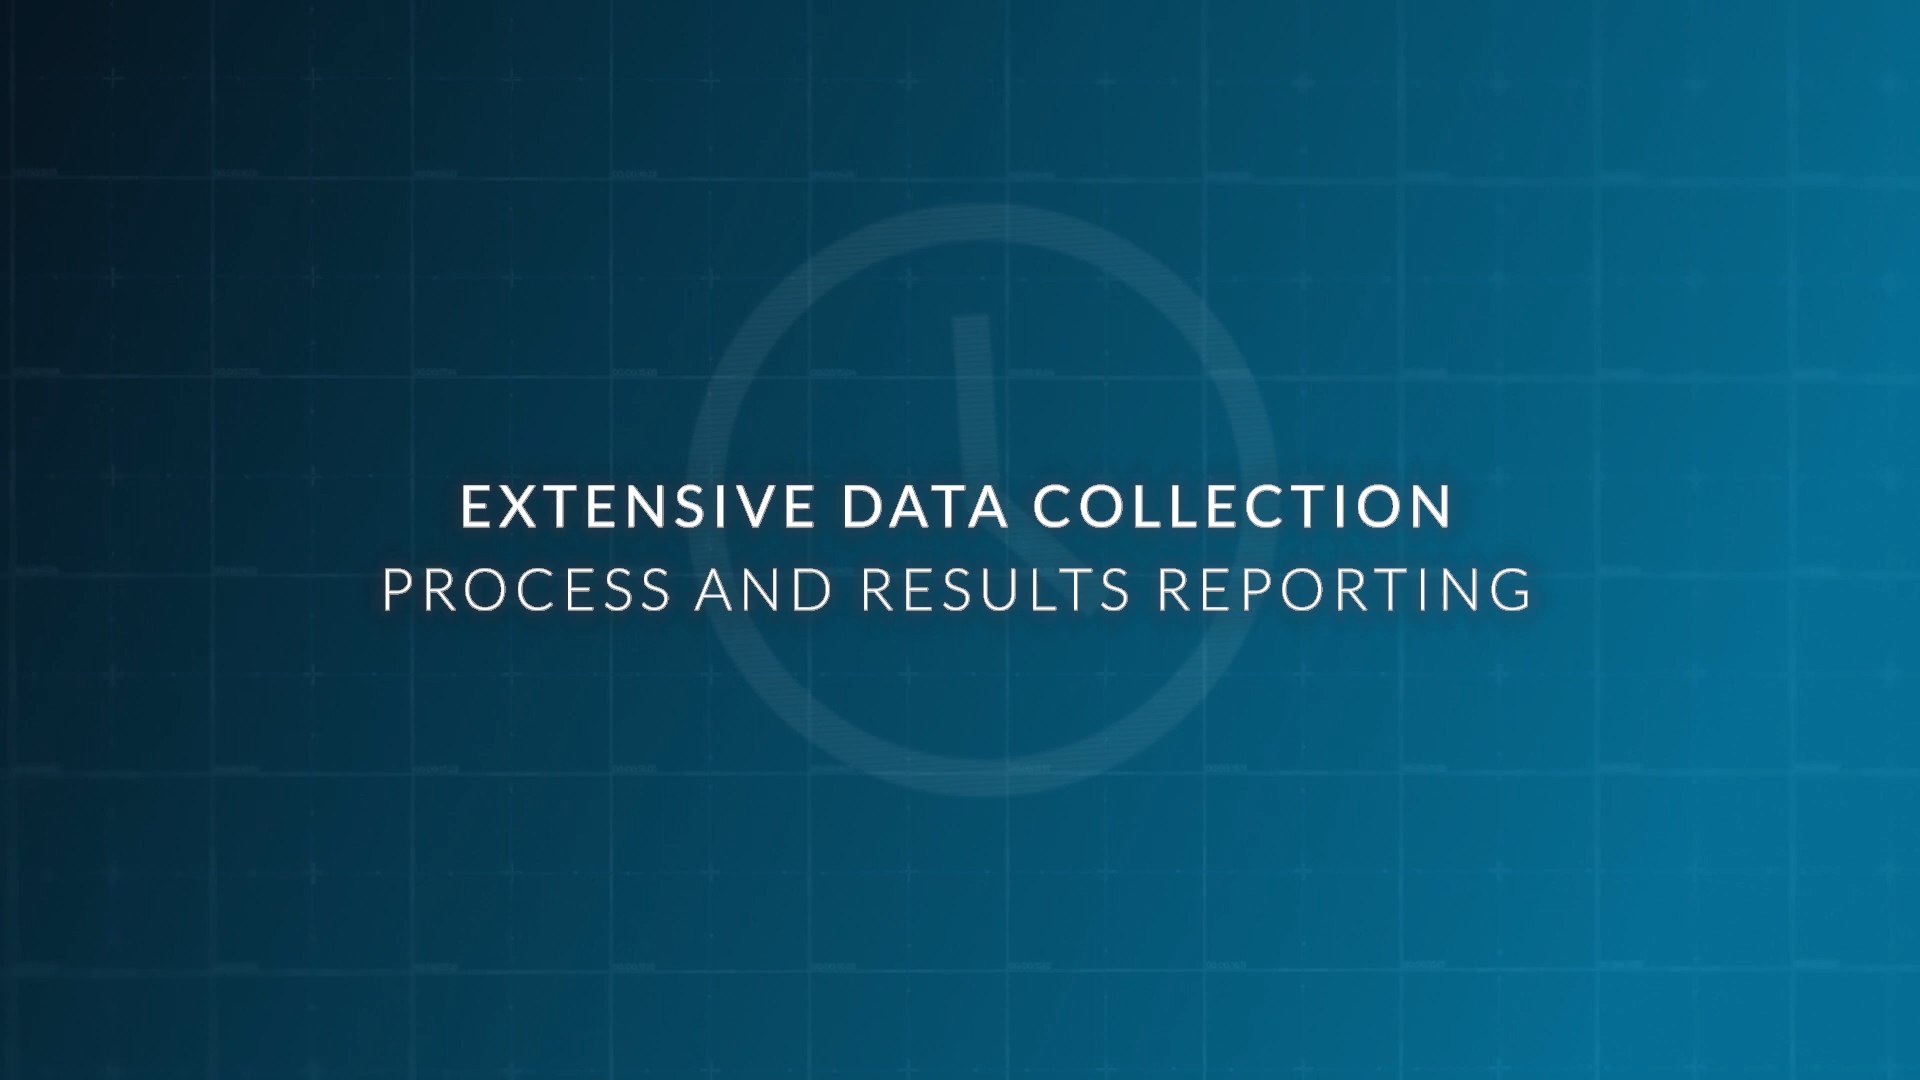 EXTENSIVE DATA COLLECTION
PROCESS AND RESULTS REPORTING